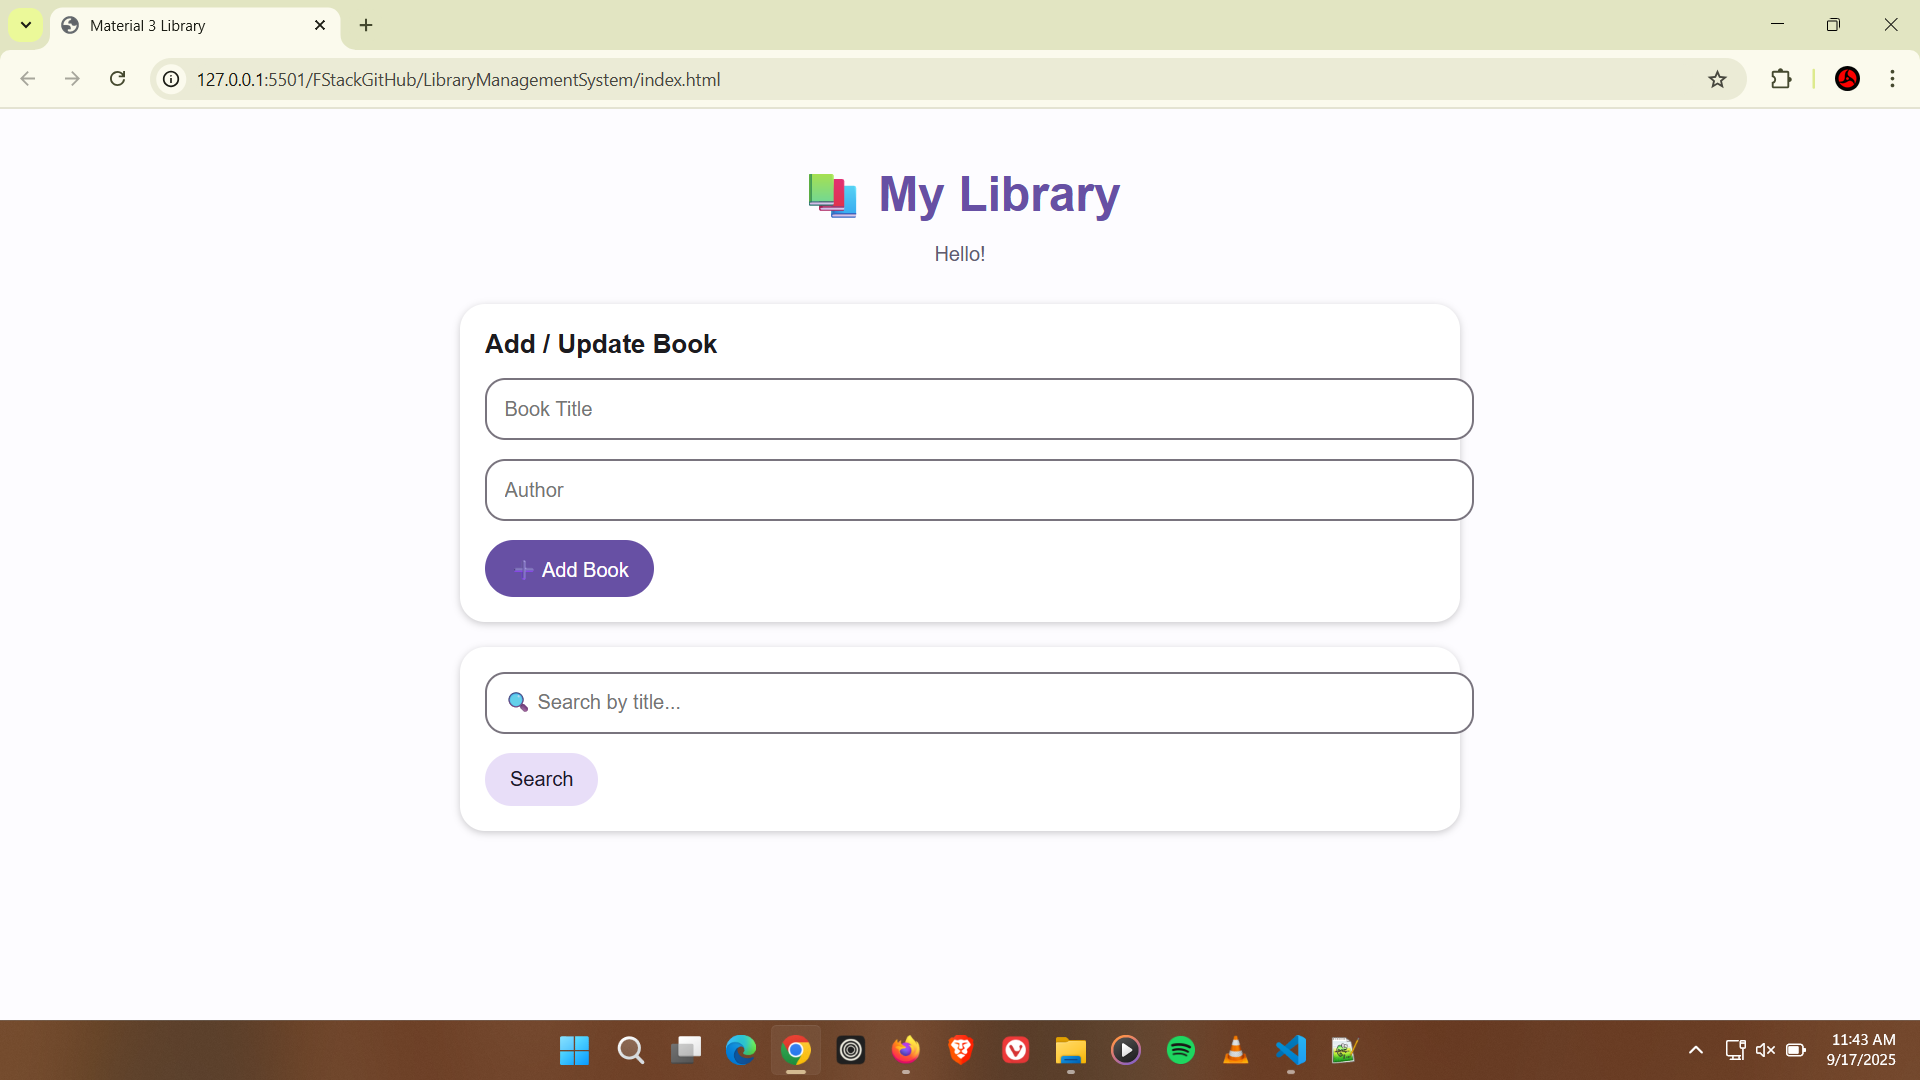 Material 3 Library
127.0.0.1:5501/FStackGitHub/LibraryManagementSystem/index.html
📚 My Library
Hello!
Add / Update Book
Book Title
Author
➕ Add Book
🔍 Search by title...
Search
11:43 AM
9/17/2025